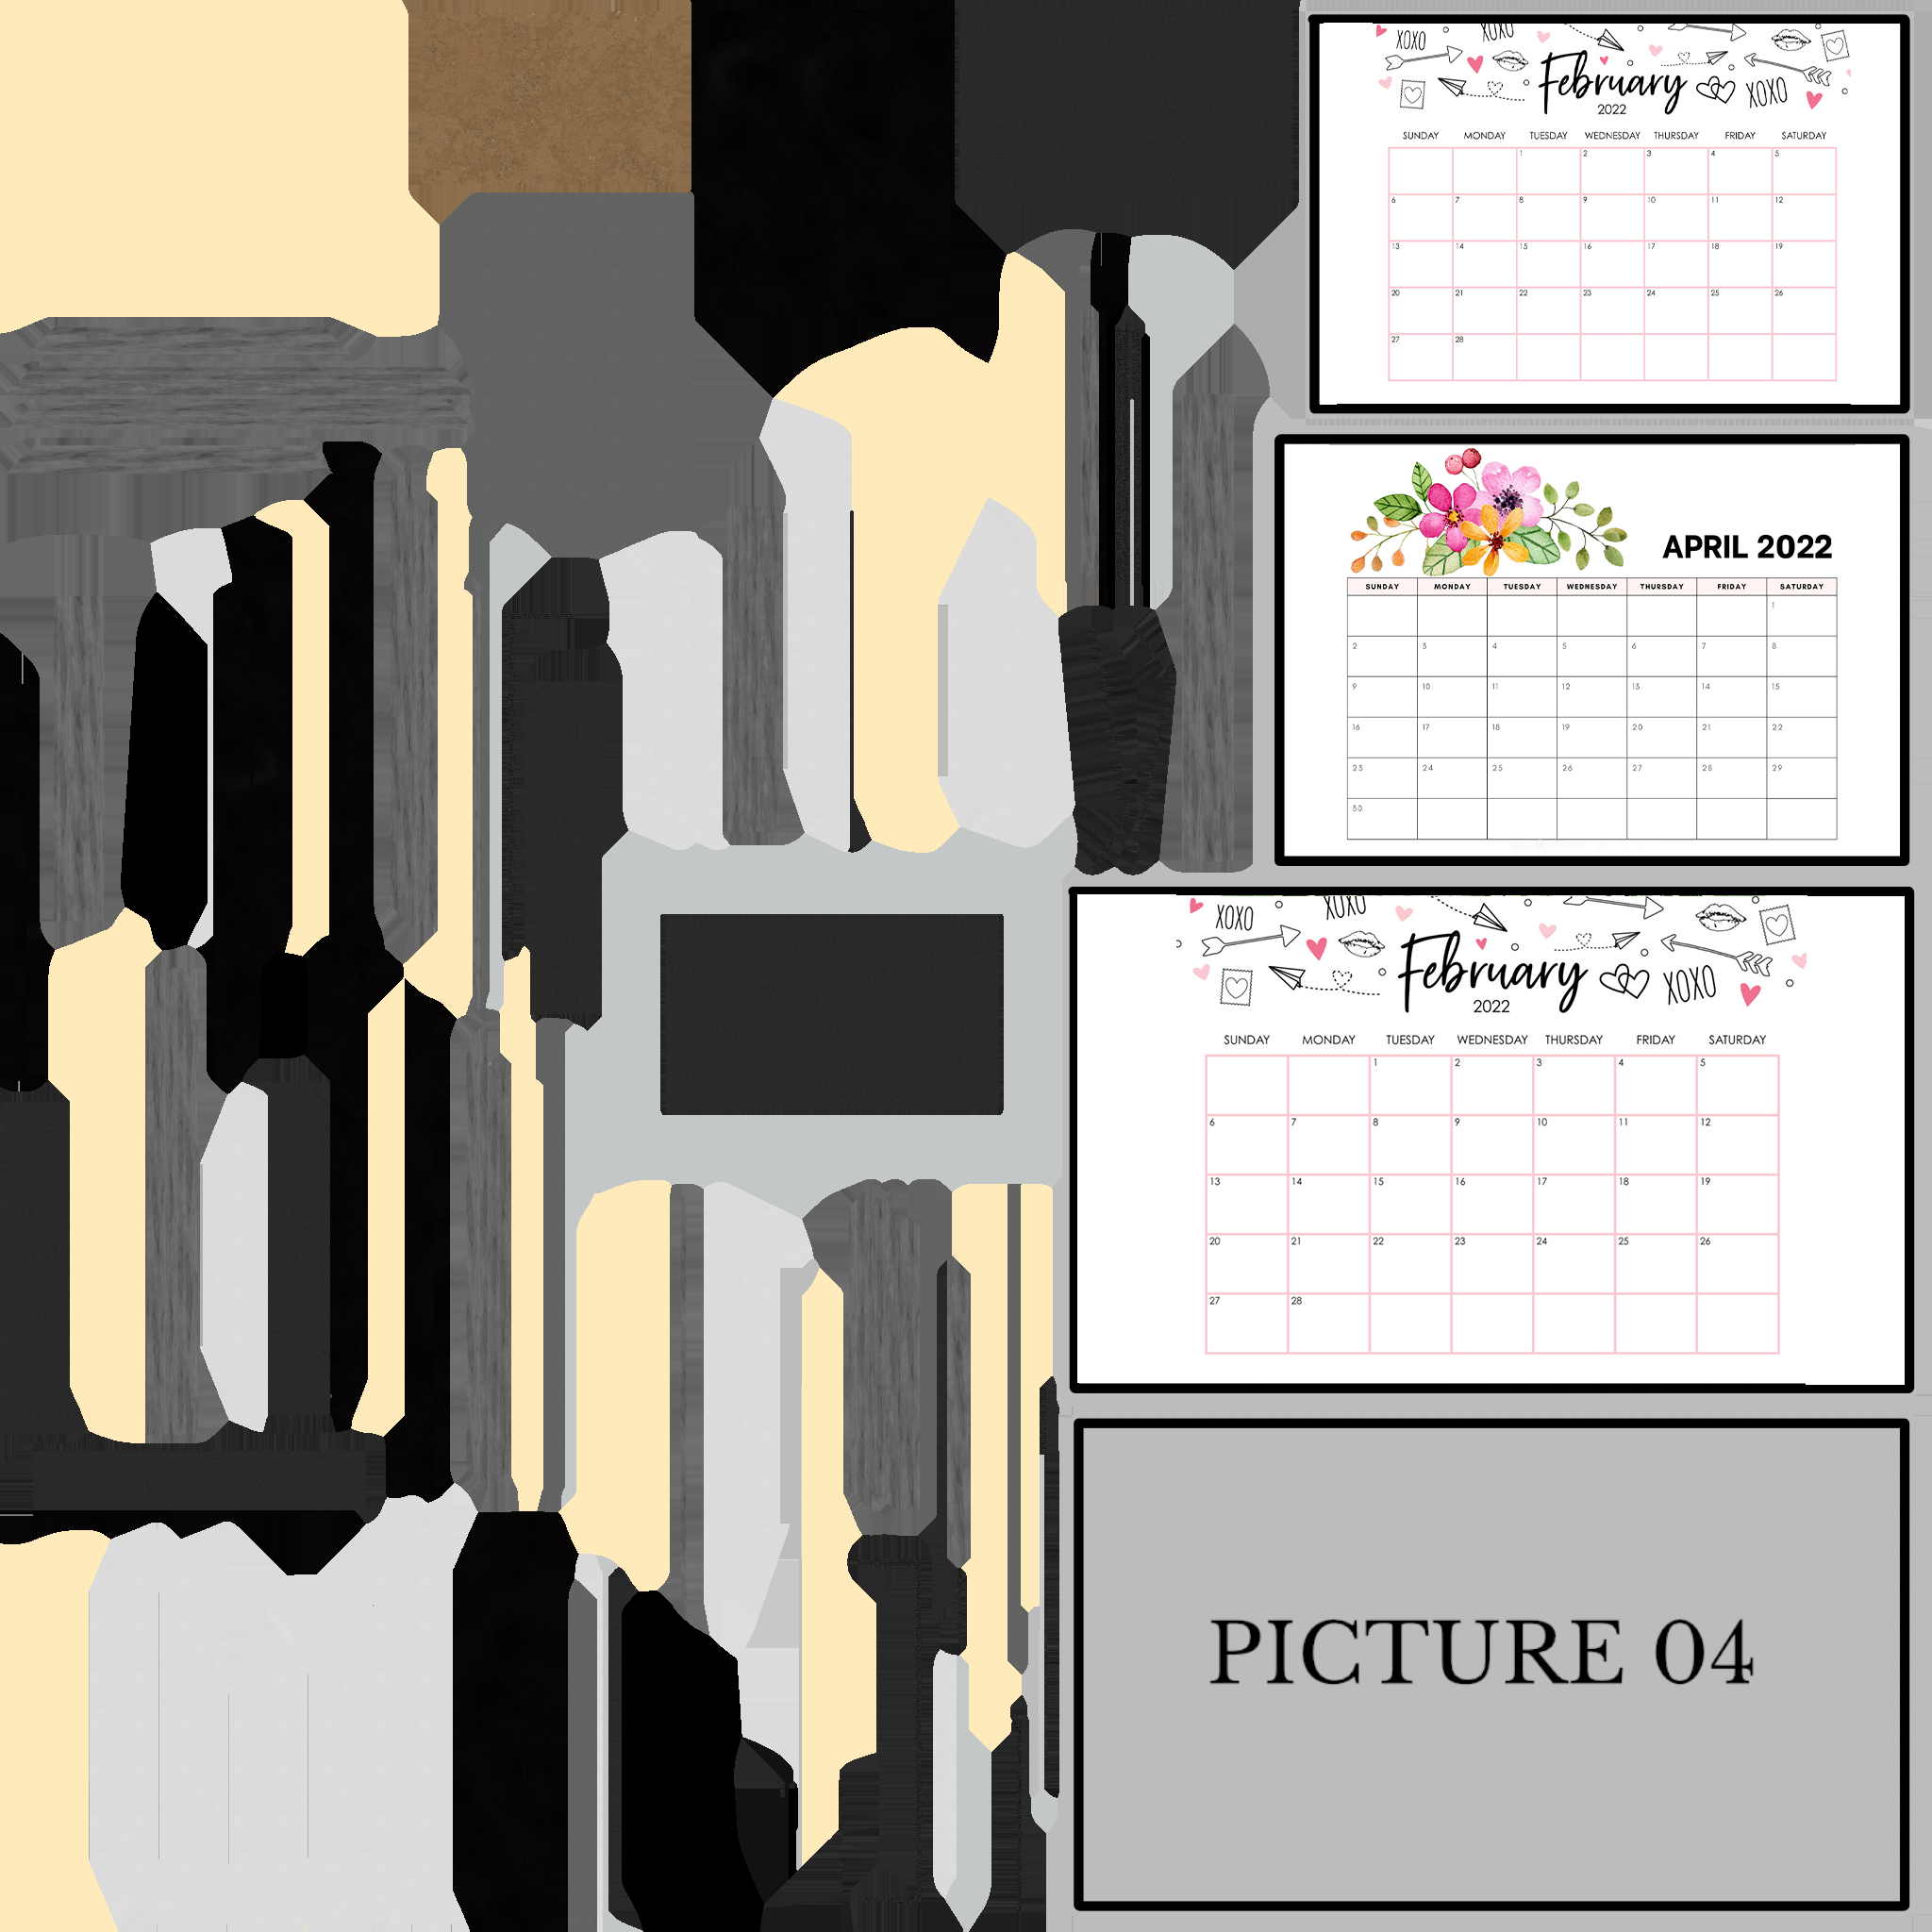 XOXO XOXO
February XOXO
2022
SUNDAY MONDAY TUESDAY WEDNESDAY THURSDAY FRIDAY SATURDAY
1 2 3 4 5
6 7 8 9 10 11 12
13 14 15 16 17 18 19
20 21 22 23 24 25 26
27 28
APRIL 2022
SUNDAY MONDAY TUESDAY WEDNESDAY THURSDAY FRIDAY SATURDAY
1
2 3 4 5 6 7 8
9 10 11 12 13 14 15
16 17 18 19 20 21 22
23 24 25 26 27 28 29
30
XOXO XOXO
February XOXO
2022
SUNDAY MONDAY TUESDAY WEDNESDAY THURSDAY FRIDAY SATURDAY
1 2 3 4 5
6 7 8 9 10 11 12
13 14 15 16 17 18 19
20 21 22 23 24 25 26
27 28
PICTURE 04